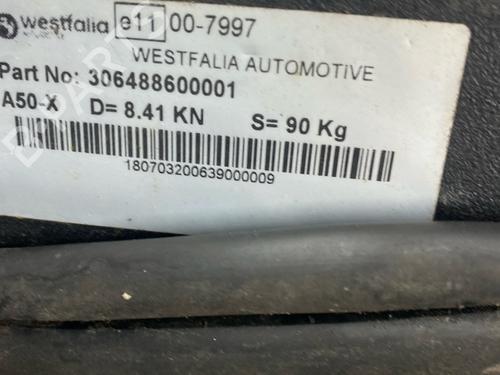 westfalia e11 00-7997
WESTFALIA AUTOMOTIVE
Part No: 306488600001
A50-X D= 8.41 KN S= 90 Kg
180703200639000009